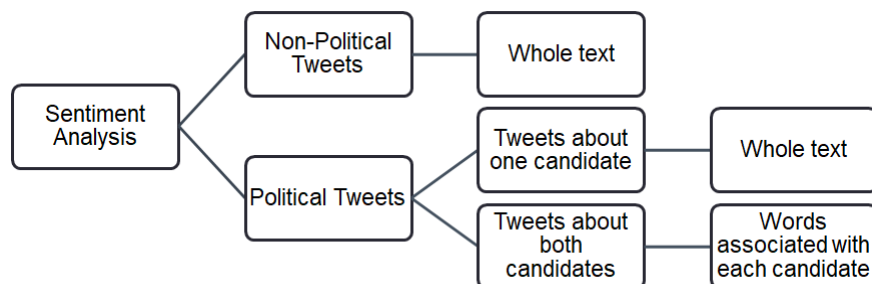 Non-Political
Tweets
Whole text
Sentiment
Analysis
Tweets about
one candidate
Whole text
Political Tweets
Tweets about
both
candidates
Words
associated with
each candidate